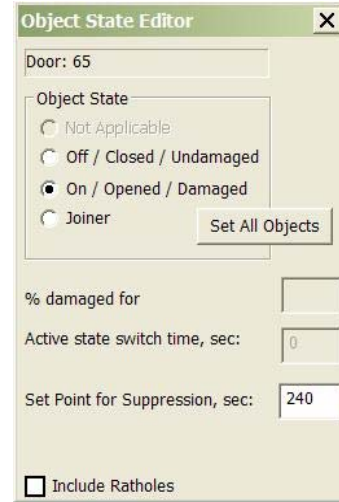 Object State Editor
Door: 65
Object State
Not Applicable
Off / Closed / Undamaged
On / Opened / Damaged
Joiner
Set All Objects
% damaged for
Active state switch time, sec: 0
Set Point for Suppression, sec: 240
Include Ratholes